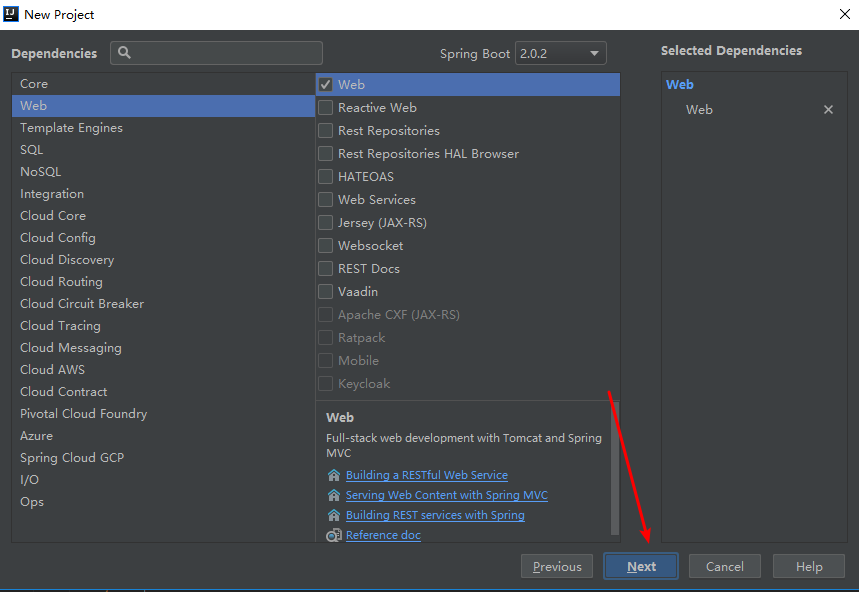 New Project
Dependencies
Spring Boot 2.0.2
Selected Dependencies
Core
Web
Template Engines
SQL
NoSQL
Integration
Cloud Core
Cloud Config
Cloud Discovery
Cloud Routing
Cloud Circuit Breaker
Cloud Tracing
Cloud Messaging
Cloud AWS
Cloud Contract
Pivotal Cloud Foundry
Azure
Spring Cloud GCP
I/O
Ops
Web
Reactive Web
Rest Repositories
Rest Repositories HAL Browser
HATEOAS
Web Services
Jersey (JAX-RS)
Websocket
REST Docs
Vaadin
Apache CXF (JAX-RS)
Ratpack
Mobile
Keycloak
Web
Full-stack web development with Tomcat and Spring
MVC
Building a RESTful Web Service
Serving Web Content with Spring MVC
Building REST services with Spring
Reference doc
Web
Web
Previous
Next
Cancel
Help